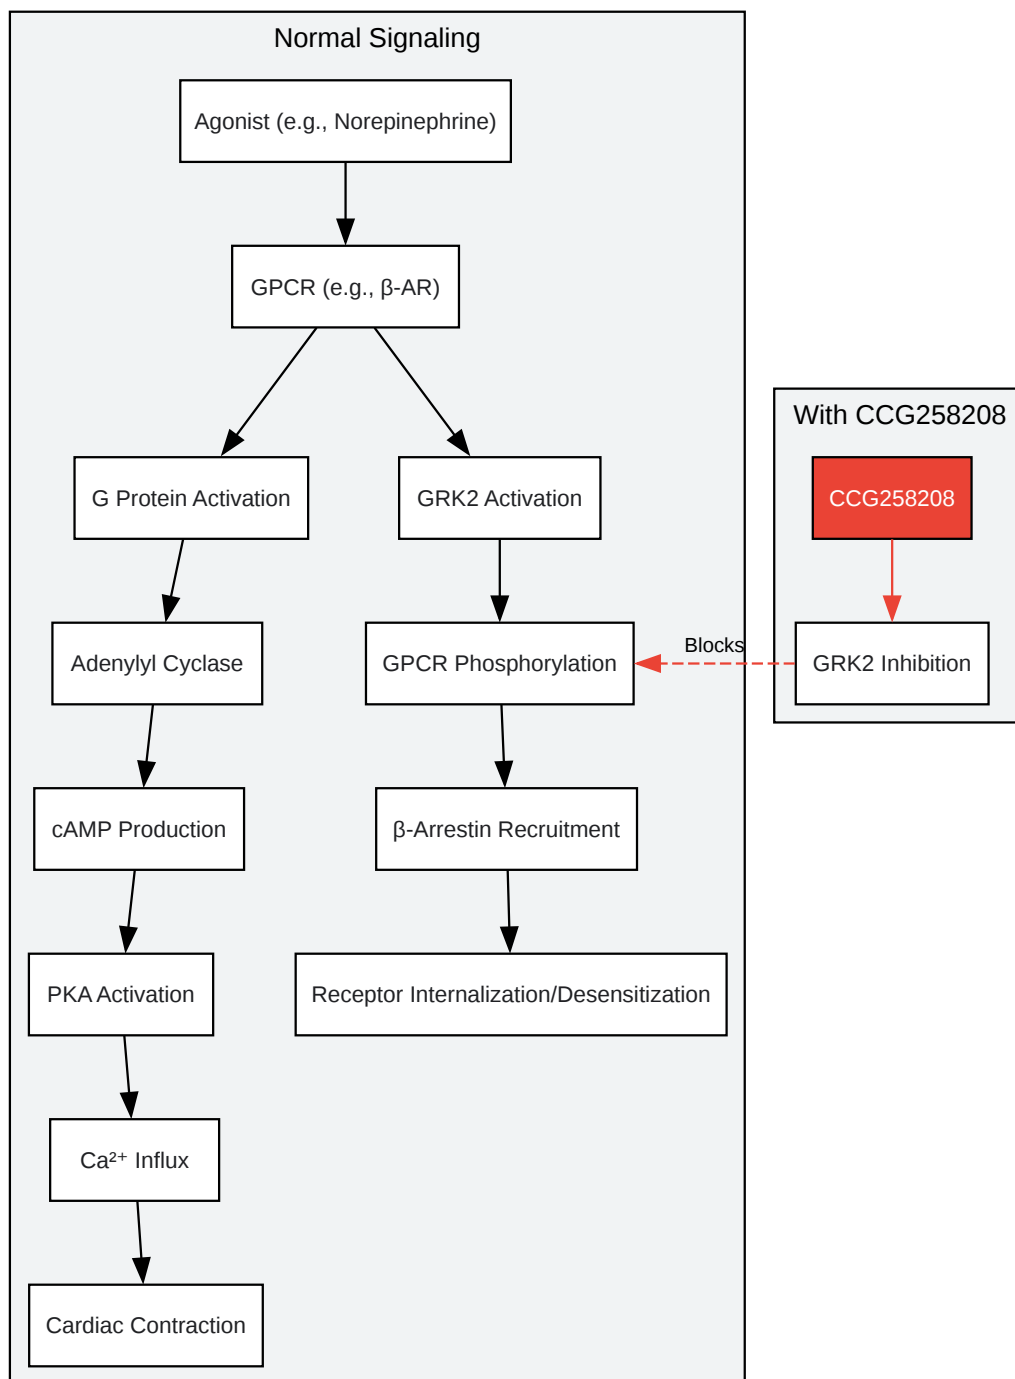 Normal Signaling
Agonist (e.g., Norepinephrine)
GPCR (e.g., β-AR)
G Protein Activation
GRK2 Activation
Adenylyl Cyclase
GPCR Phosphorylation
cAMP Production
β-Arrestin Recruitment
PKA Activation
Receptor Internalization/Desensitization
Ca²⁺ Influx
Cardiac Contraction
With CCG258208
CCG258208
GRK2 Inhibition
Blocks